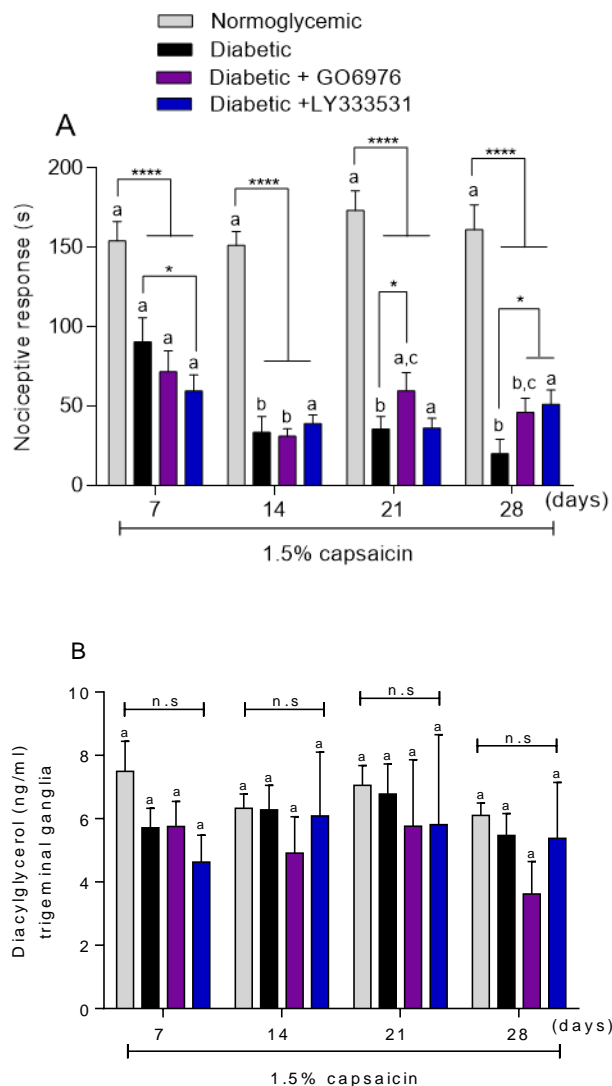 Normoglycemic
Diabetic
Diabetic + GO6976
Diabetic +LY333531
A
Nociceptive response (s)
200
150
100
50
0
**** **** **** ****
a a a a
* * *
a a a
b b a
b a,c a
b b,c a
7 14 21 28 (days)
1.5% capsaicin
B
Diacylglycerol (ng/ml)
trigeminal ganglia
10
8
6
4
2
0
n.s n.s n.s n.s
a a a a
a a a a
a a a a
a a a a
7 14 21 28 (days)
1.5% capsaicin